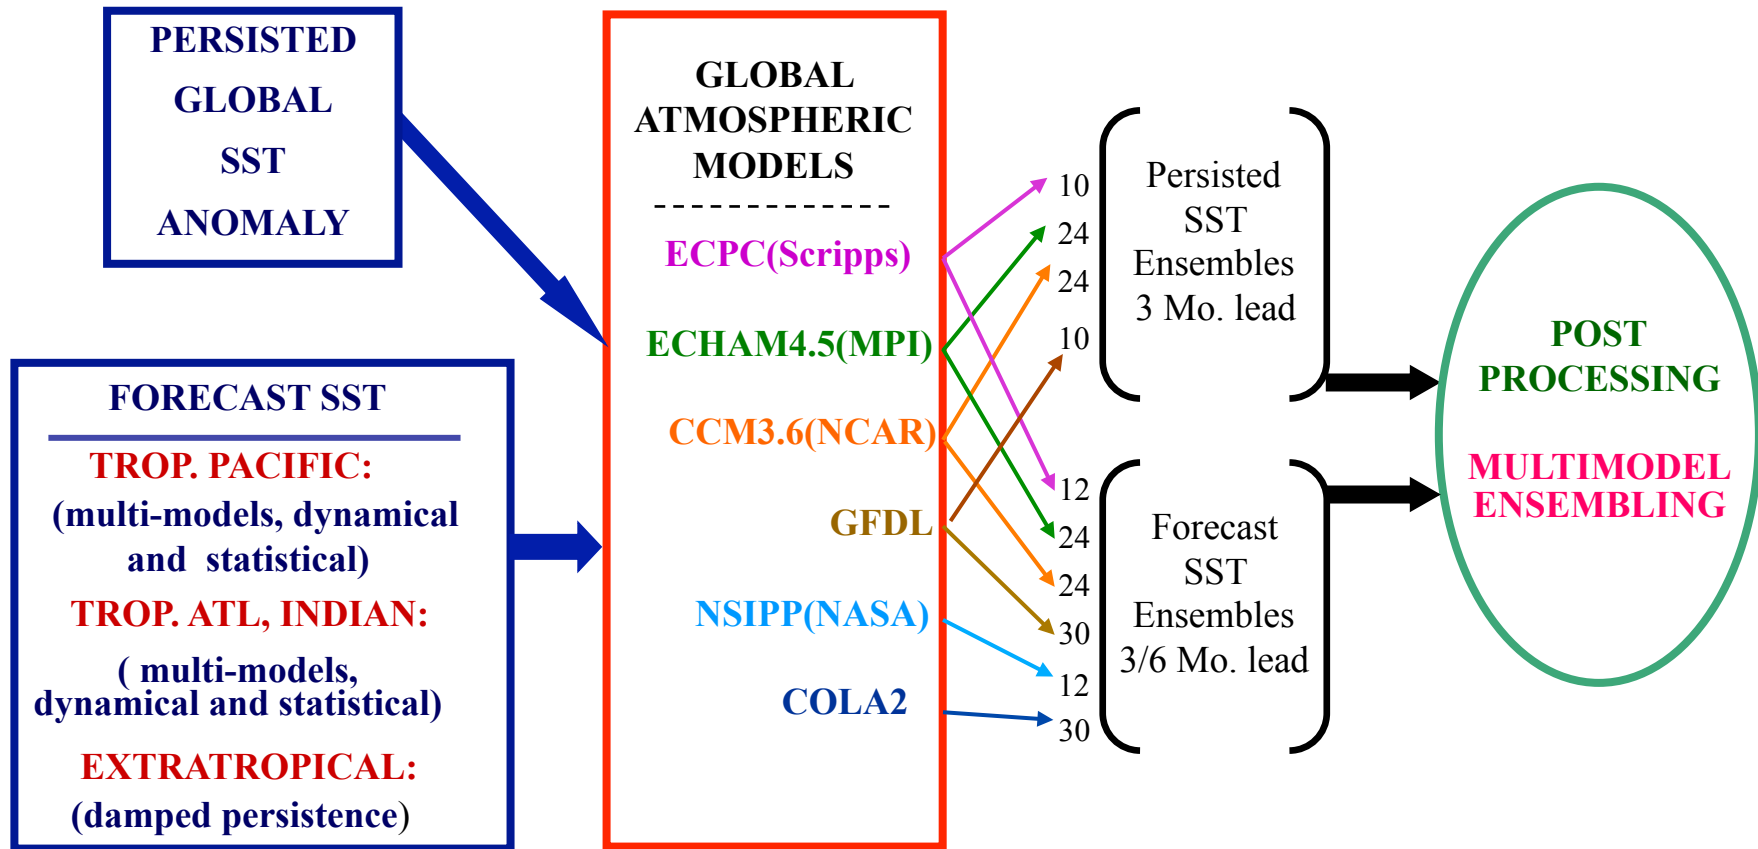 PERSISTED
GLOBAL
SST
ANOMALY
FORECAST SST
TROP. PACIFIC:
(multi-models, dynamical
and statistical)
TROP. ATL, INDIAN:
( multi-models,
dynamical and statistical)
EXTRATROPICAL:
(damped persistence)
GLOBAL
ATMOSPHERIC
MODELS
ECPC(Scripps)
ECHAM4.5(MPI)
CCM3.6(NCAR)
GFDL
NSIPP(NASA)
COLA2
10
24
24
10
12
24
24
30
12
30
Persisted
SST
Ensembles
3 Mo. lead
Forecast
SST
Ensembles
3/6 Mo. lead
POST
PROCESSING
MULTIMODEL
ENSEMBLING